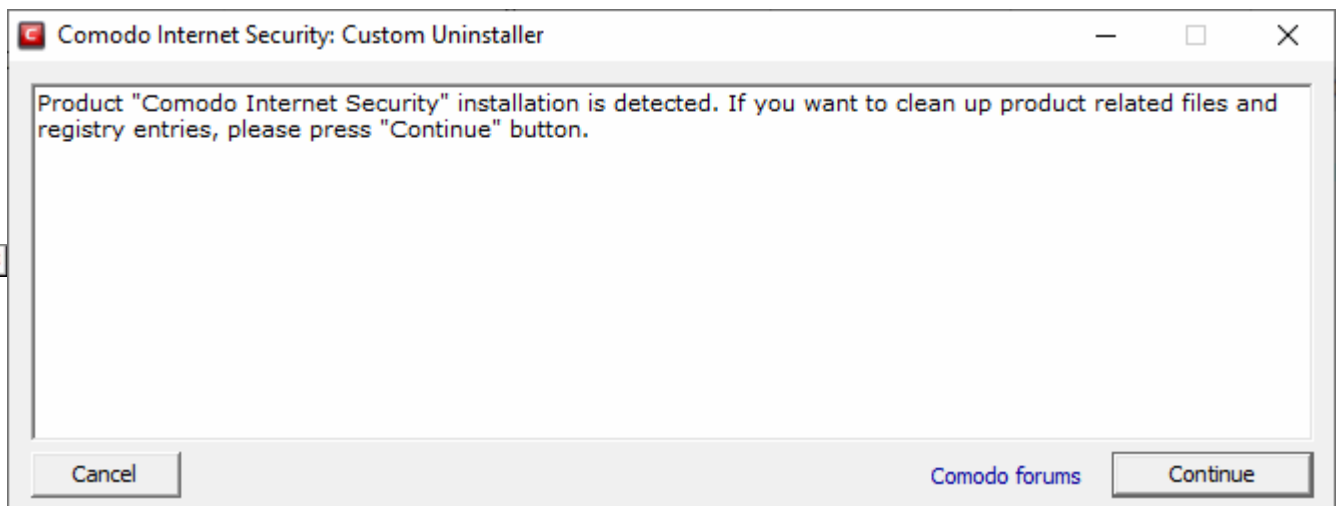 Comodo Internet Security: Custom Uninstaller
Product "Comodo Internet Security" installation is detected. If you want to clean up product related files and
registry entries, please press "Continue" button.
Cancel
Comodo forums
Continue